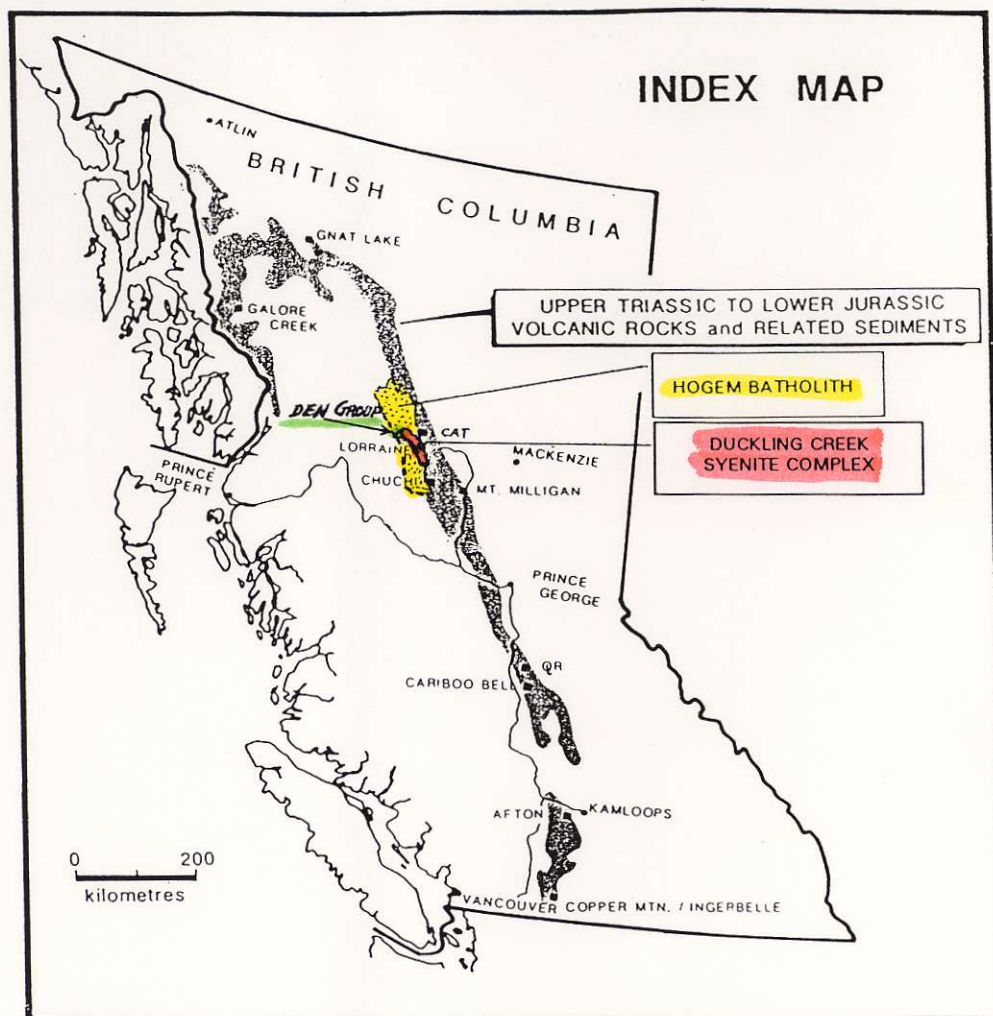 INDEX MAP
ATLIN
BRITISH COLUMBIA
GNAT LAKE
GALORE
CREEK
UPPER TRIASSIC TO LOWER JURASSIC
VOLCANIC ROCKS and RELATED SEDIMENTS
HOGEM BATHOLITH
DEN GROUP
CAT
DUCKLING CREEK
SYENITE COMPLEX
LORRAINE
MACKENZIE
PRINCE
RUPERT
CHUCHI
MT. MILLIGAN
PRINCE
GEORGE
QR
CARIBOO BELL
AFTON
KAMLOOPS
0 200
kilometres
VANCOUVER COPPER MTN. / INGERBELLE